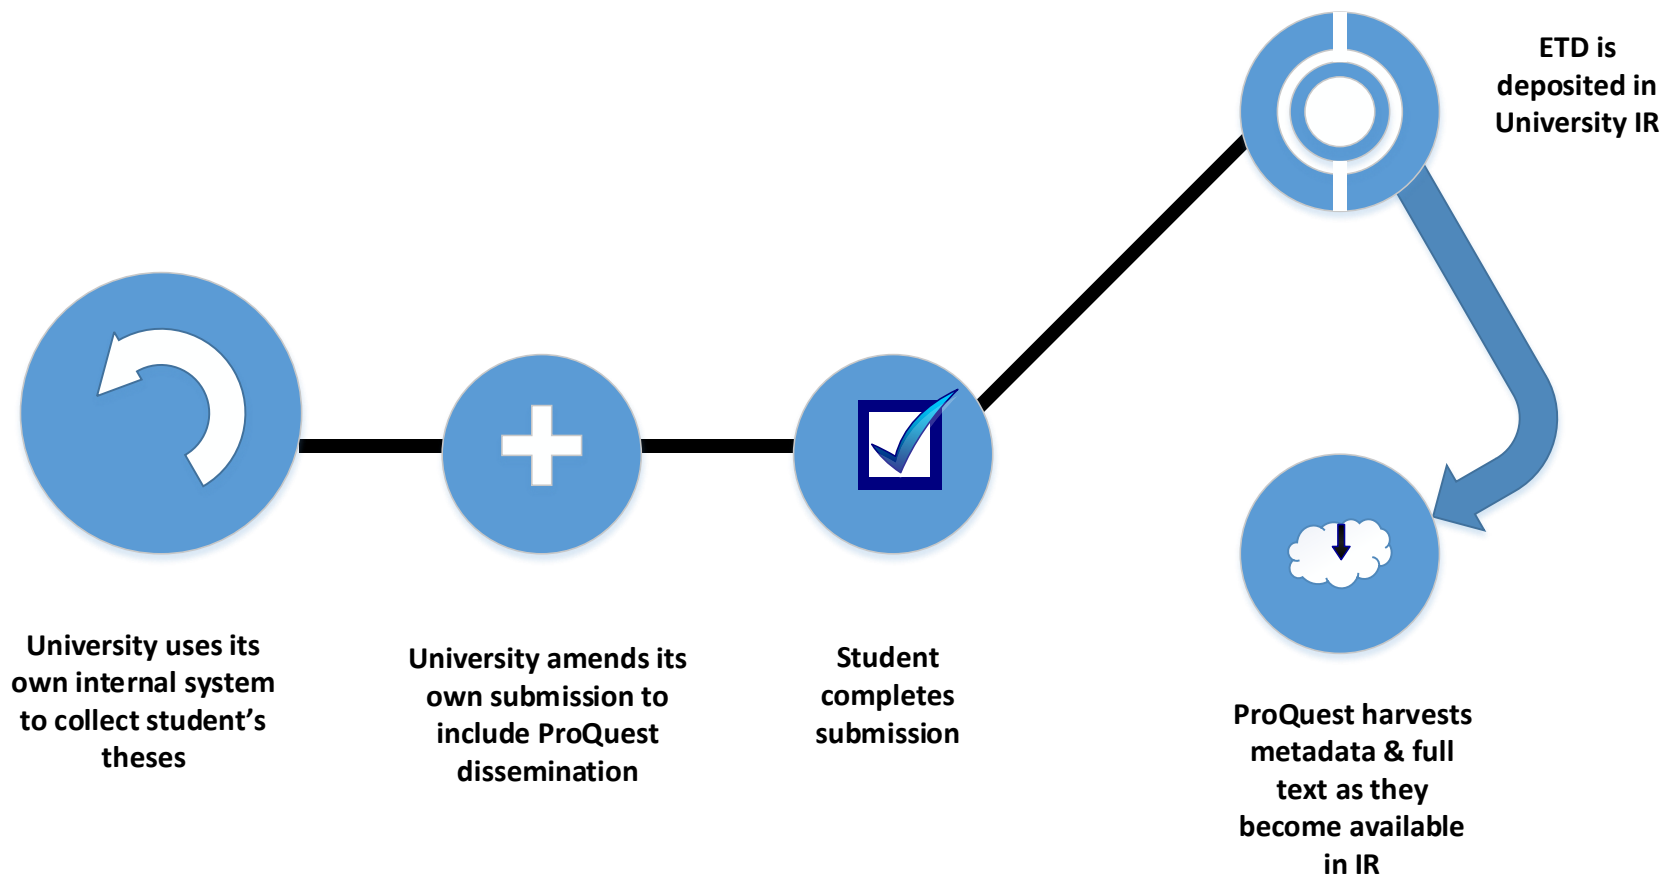 ETD is
deposited in
University IR
University uses its
own internal system
to collect student’s
theses
University amends its
own submission to
include ProQuest
dissemination
Student
completes
submission
ProQuest harvests
metadata & full
text as they
become available
in IR